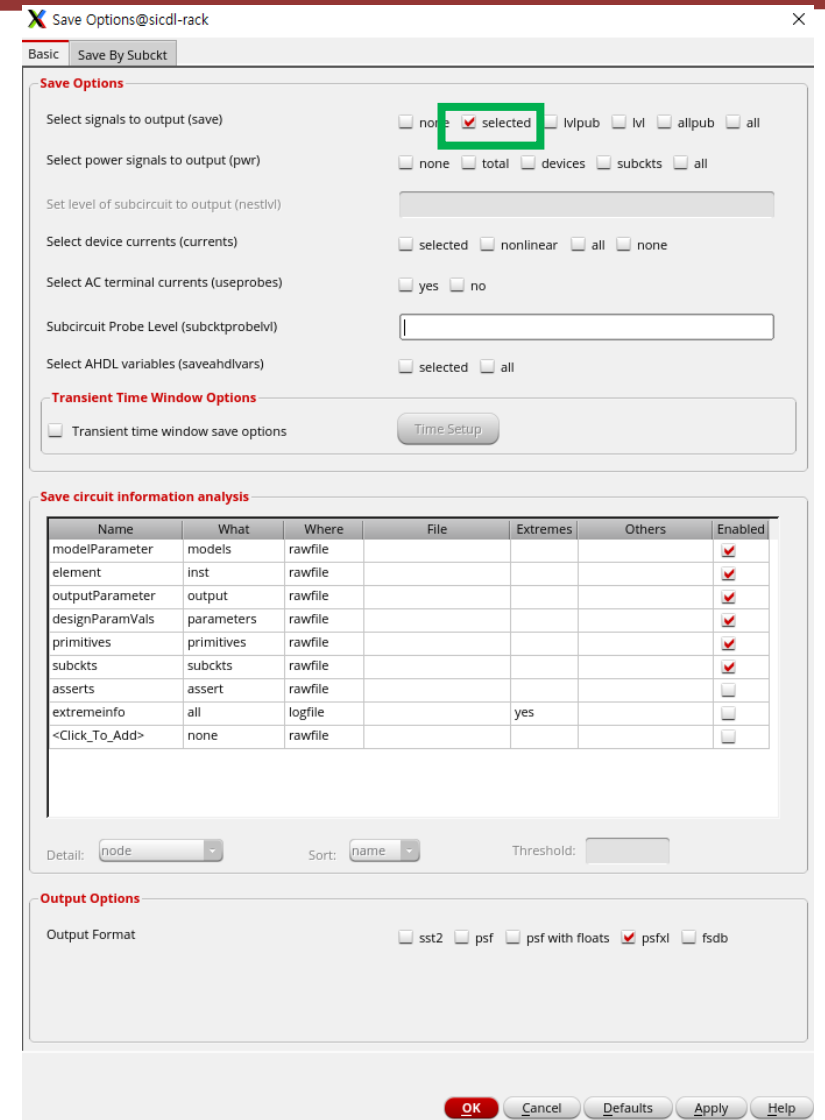 Save Options@sicdl-rack
Basic Save By Subckt
Save Options
Select signals to output (save) none selected lvlpub lvl allpub all
Select power signals to output (pwr) none total devices subckts all
Set level of subcircuit to output (nestlvl)
Select device currents (currents) selected nonlinear all none
Select AC terminal currents (useprobes) yes no
Subcircuit Probe Level (subcktprobelvl)
Select AHDL variables (saveahdlvars) selected all
Transient Time Window Options
Transient time window save options Time Setup
Save circuit information analysis
Name What Where File Extremes Others Enabled
modelParameter models rawfile
element inst rawfile
outputParameter output rawfile
designParamVals parameters rawfile
primitives primitives rawfile
subckts subckts rawfile
asserts assert rawfile
extremeinfo all logfile yes
<Click_To_Add> none rawfile
Detail: node Sort: name Threshold:
Output Options
Output Format sst2 psf psf with floats psfxl fsdb
OK Cancel Defaults Apply Help